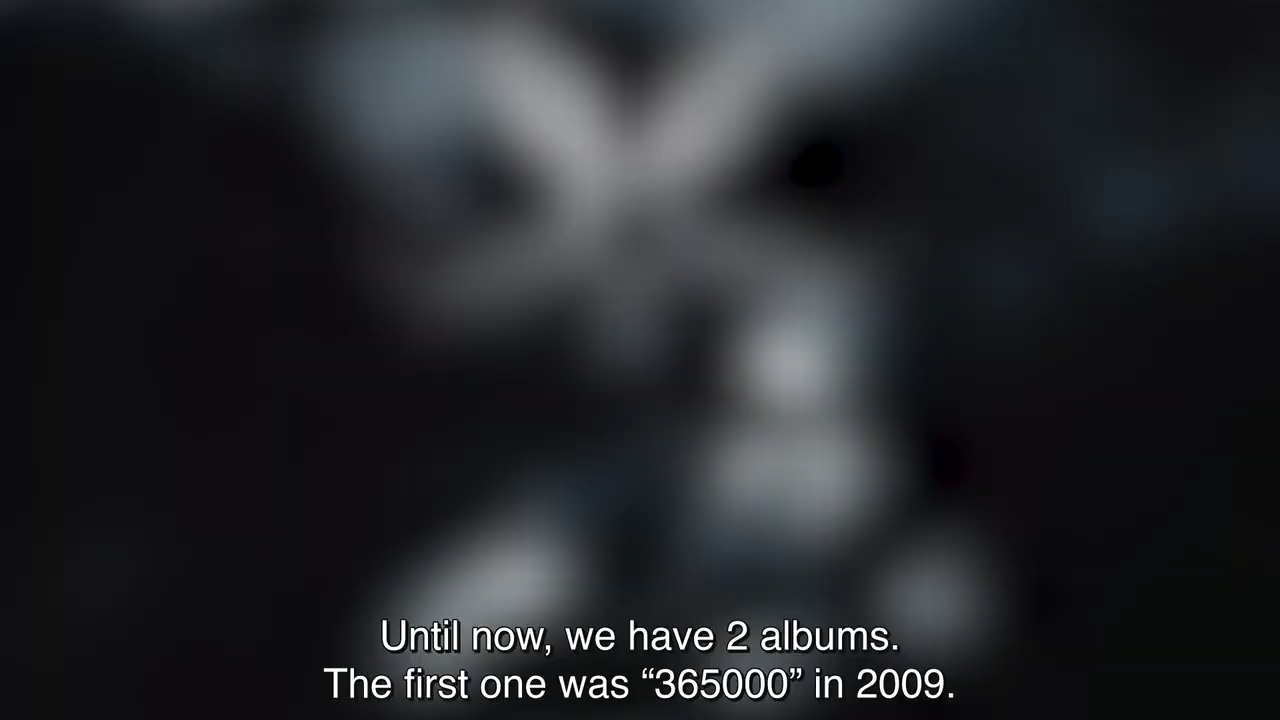 Until now, we have 2 albums.
The first one was “365000” in 2009.